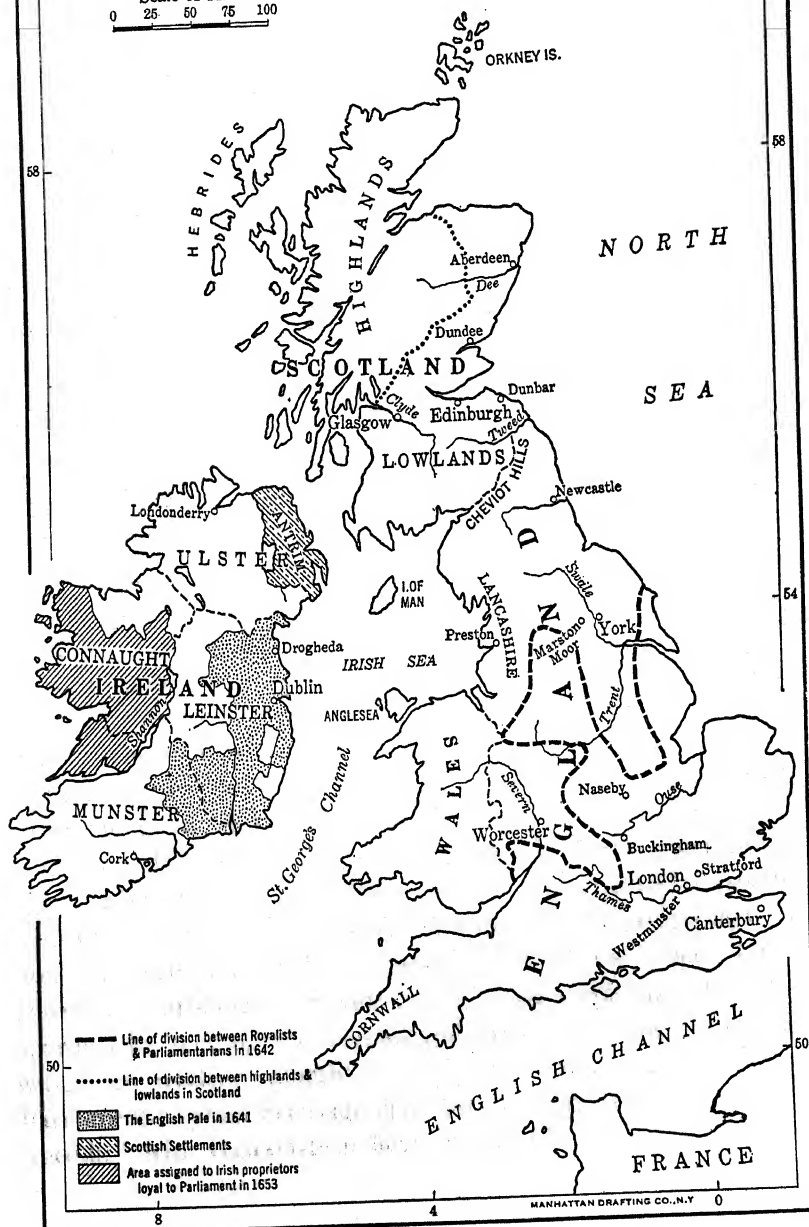 0 25 50 75 100
ORKNEY IS.
58
58
HEBRIDES
HIGHLANDS
NORTH
SEA
Aberdeen
Dee
Dundee
SCOTLAND
Clyde
Glasgow
Edinburgh
Dunbar
Tweed
LOWLANDS
CHEVIOT HILLS
Newcastle
Londonderry
ANTRIM
ULSTER
I.OF
MAN
Swale
54
LANCASHIRE
Preston
Marston
Moor
York
CONNAUGHT
Drogheda
IRISH SEA
IRELAND
Dublin
LEINSTER
Shannon
ANGLESEA
Trent
ENGLAND
St. George's Channel
WALES
Severn
Naseby
Ouse
MUNSTER
Worcester
Buckingham
Cork
London
Stratford
Thames
Westminster
Canterbury
CORNWALL
Line of division between Royalists
& Parliamentarians in 1642
50
50
ENGLISH CHANNEL
Line of division between highlands &
lowlands in Scotland
The English Pale in 1641
Scottish Settlements
Area assigned to Irish proprietors
loyal to Parliament in 1653
FRANCE
MANHATTAN DRAFTING CO., N.Y
8
4
0